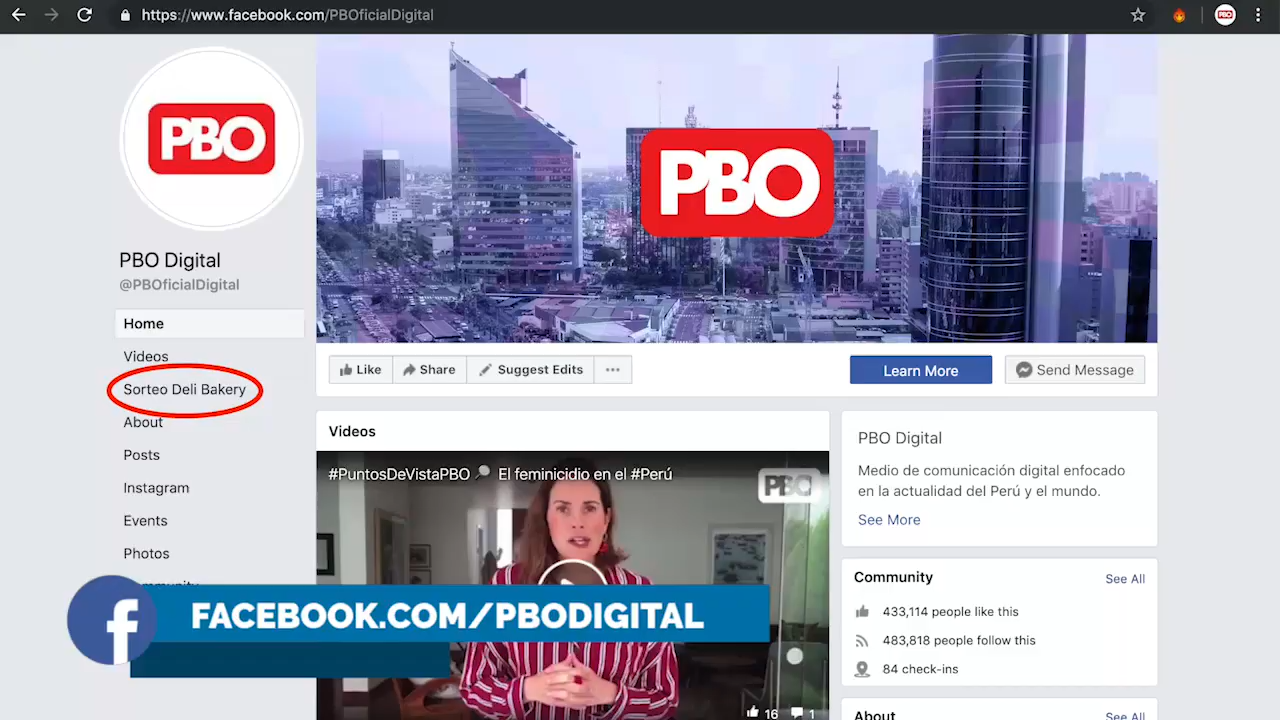 https://www.facebook.com/PBOficialDigital
PBO
PBO
PBO
PBO Digital
@PBOficialDigital
Home
Videos
Sorteo Deli Bakery
About
Posts
Instagram
Events
Photos
Like
Share
Suggest Edits
Learn More
Send Message
Videos
#PuntosDeVistaPBO El feminicidio en el #Perú
PBO
16
1
PBO Digital
Medio de comunicación digital enfocado
en la actualidad del Perú y el mundo.
See More
Community
See All
433,114 people like this
483,818 people follow this
84 check-ins
About
See All
f
FACEBOOK.COM/PBODIGITAL